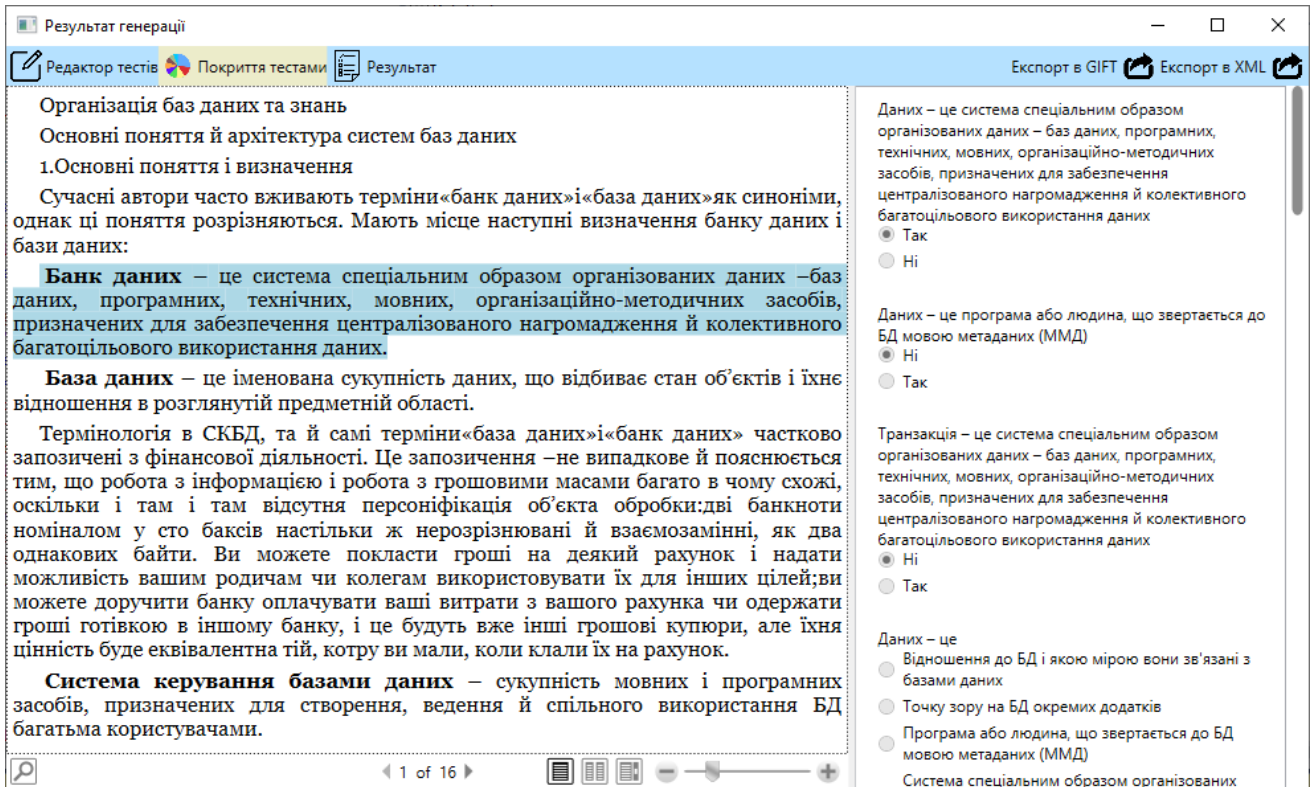 Результат генерації
Редактор тестів Покриття тестами Результат Експорт в GIFT Експорт в XML
Організація баз даних та знань
Основні поняття й архітектура систем баз даних
1.Основні поняття і визначення
Сучасні автори часто вживають терміни«банк даних»і«база даних»як синоніми,
однак ці поняття розрізняються. Мають місце наступні визначення банку даних і
бази даних:
Банк даних – це система спеціальним образом організованих даних –баз
даних, програмних, технічних, мовних, організаційно-методичних засобів,
призначених для забезпечення централізованого нагромадження й колективного
багатоцільового використання даних.
База даних – це іменована сукупність даних, що відбиває стан об’єктів і їхнє
відношення в розглянутій предметній області.
Термінологія в СКБД, та й самі терміни«база даних»і«банк даних» частково
запозичені з фінансової діяльності. Це запозичення –не випадкове й пояснюється
тим, що робота з інформацією і робота з грошовими масами багато в чому схожі,
оскільки і там і там відсутня персоніфікація об’єкта обробки:дві банкноти
номіналом у сто баксів настільки ж нерозрізнювані й взаємозамінні, як два
однакових байти. Ви можете покласти гроші на деякий рахунок і надати
можливість вашим родичам чи колегам використовувати їх для інших цілей;ви
можете доручити банку оплачувати ваші витрати з вашого рахунка чи одержати
гроші готівкою в іншому банку, і це будуть вже інші грошові купюри, але їхня
цінність буде еквівалентна тій, котру ви мали, коли клали їх на рахунок.
Система керування базами даних – сукупність мовних і програмних
засобів, призначених для створення, ведення й спільного використання БД
багатьма користувачами.
1 of 16
Даних – це система спеціальним образом
організованих даних – баз даних, програмних,
технічних, мовних, організаційно-методичних
засобів, призначених для забезпечення
централізованого нагромадження й колективного
багатоцільового використання даних
Так
Ні
Даних – це програма або людина, що звертається до
БД мовою метаданих (ММД)
Ні
Так
Транзакція – це система спеціальним образом
організованих даних – баз даних, програмних,
технічних, мовних, організаційно-методичних
засобів, призначених для забезпечення
централізованого нагромадження й колективного
багатоцільового використання даних
Ні
Так
Даних – це
Відношення до БД і якою мірою вони зв'язані з
базами даних
Точку зору на БД окремих додатків
Програма або людина, що звертається до БД
мовою метаданих (ММД)
Система спеціальним образом організованих